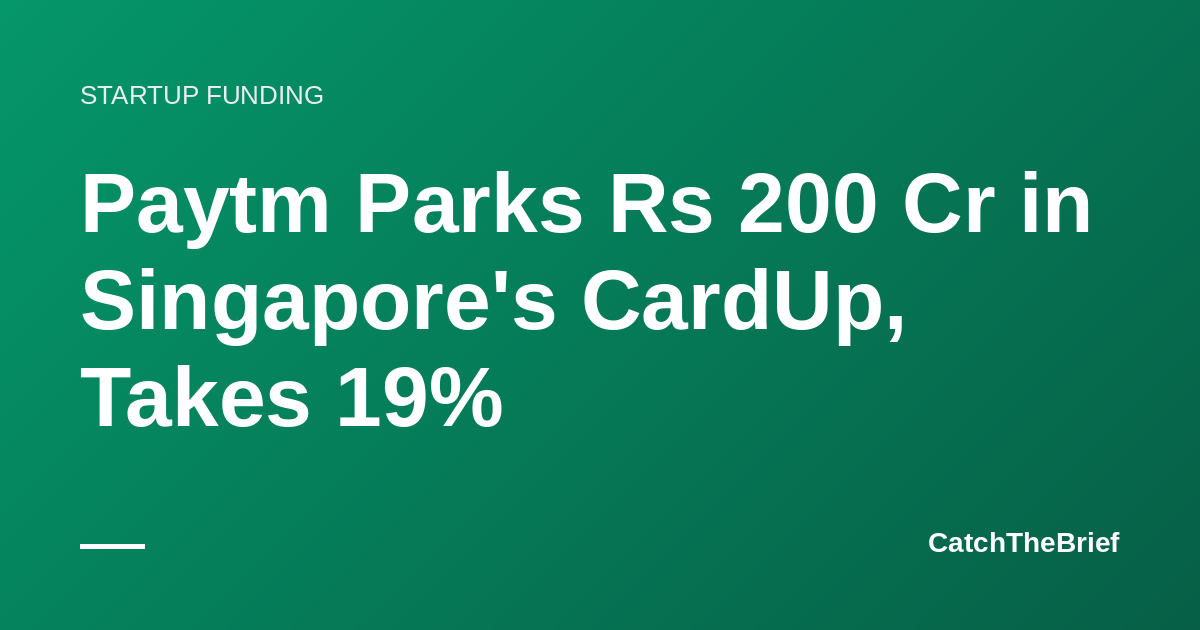 STARTUP FUNDING
Paytm Parks Rs 200 Cr in
Singapore's CardUp,
Takes 19%
CatchTheBrief